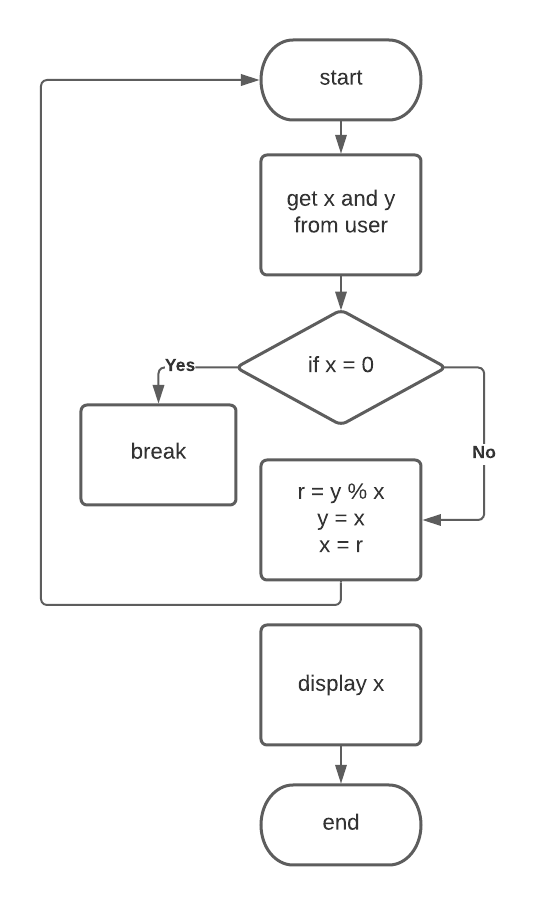 start
get x and y
from user
if x = 0
Yes
No
break
r = y % x
y = x
x = r
display x
end